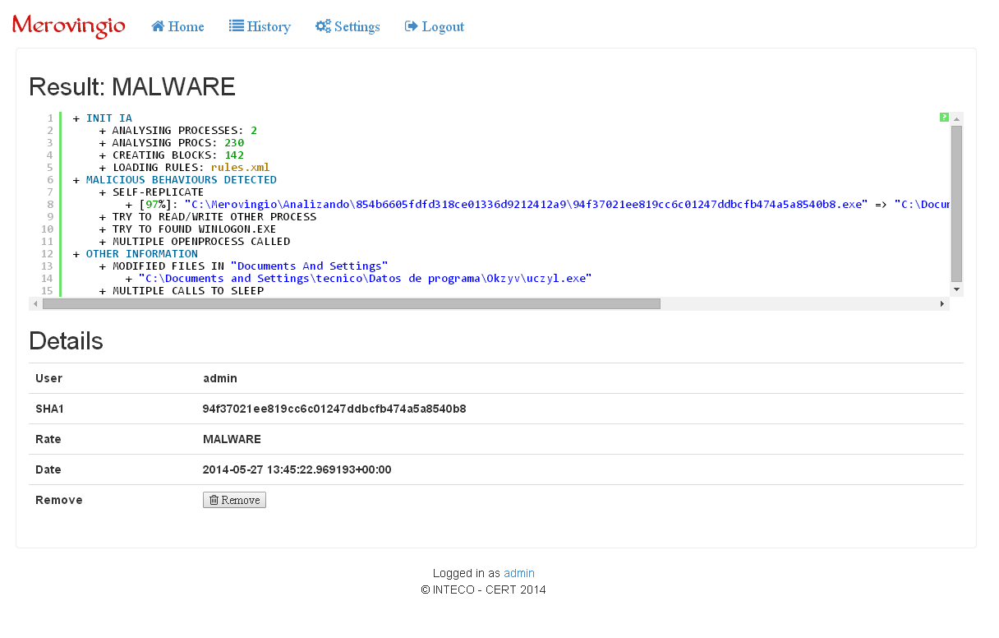 Merovingio Home History Settings Logout
Result: MALWARE
1 + INIT IA
2 + ANALYSING PROCESSES: 2
3 + ANALYSING PROCS: 230
4 + CREATING BLOCKS: 142
5 + LOADING RULES: rules.xml
6 + MALICIOUS BEHAVIOURS DETECTED
7 + SELF-REPLICATE
8 + [97%]: "C:\Merovingio\Analizando\854b6605fdfd318ce01336d9212412a9\94f37021ee819cc6c01247ddbcfb474a5a8540b8.exe" => "C:\Docum
9 + TRY TO READ/WRITE OTHER PROCESS
10 + TRY TO FOUND WINLOGON.EXE
11 + MULTIPLE OPENPROCESS CALLED
12 + OTHER INFORMATION
13 + MODIFIED FILES IN "Documents And Settings"
14 + "C:\Documents and Settings\tecnico\Datos de programa\Okzyv\uczyl.exe"
15 + MULTIPLE CALLS TO SLEEP
?
Details
User admin
SHA1 94f37021ee819cc6c01247ddbcfb474a5a8540b8
Rate MALWARE
Date 2014-05-27 13:45:22.969193+00:00
Remove Remove
Logged in as admin
© INTECO - CERT 2014